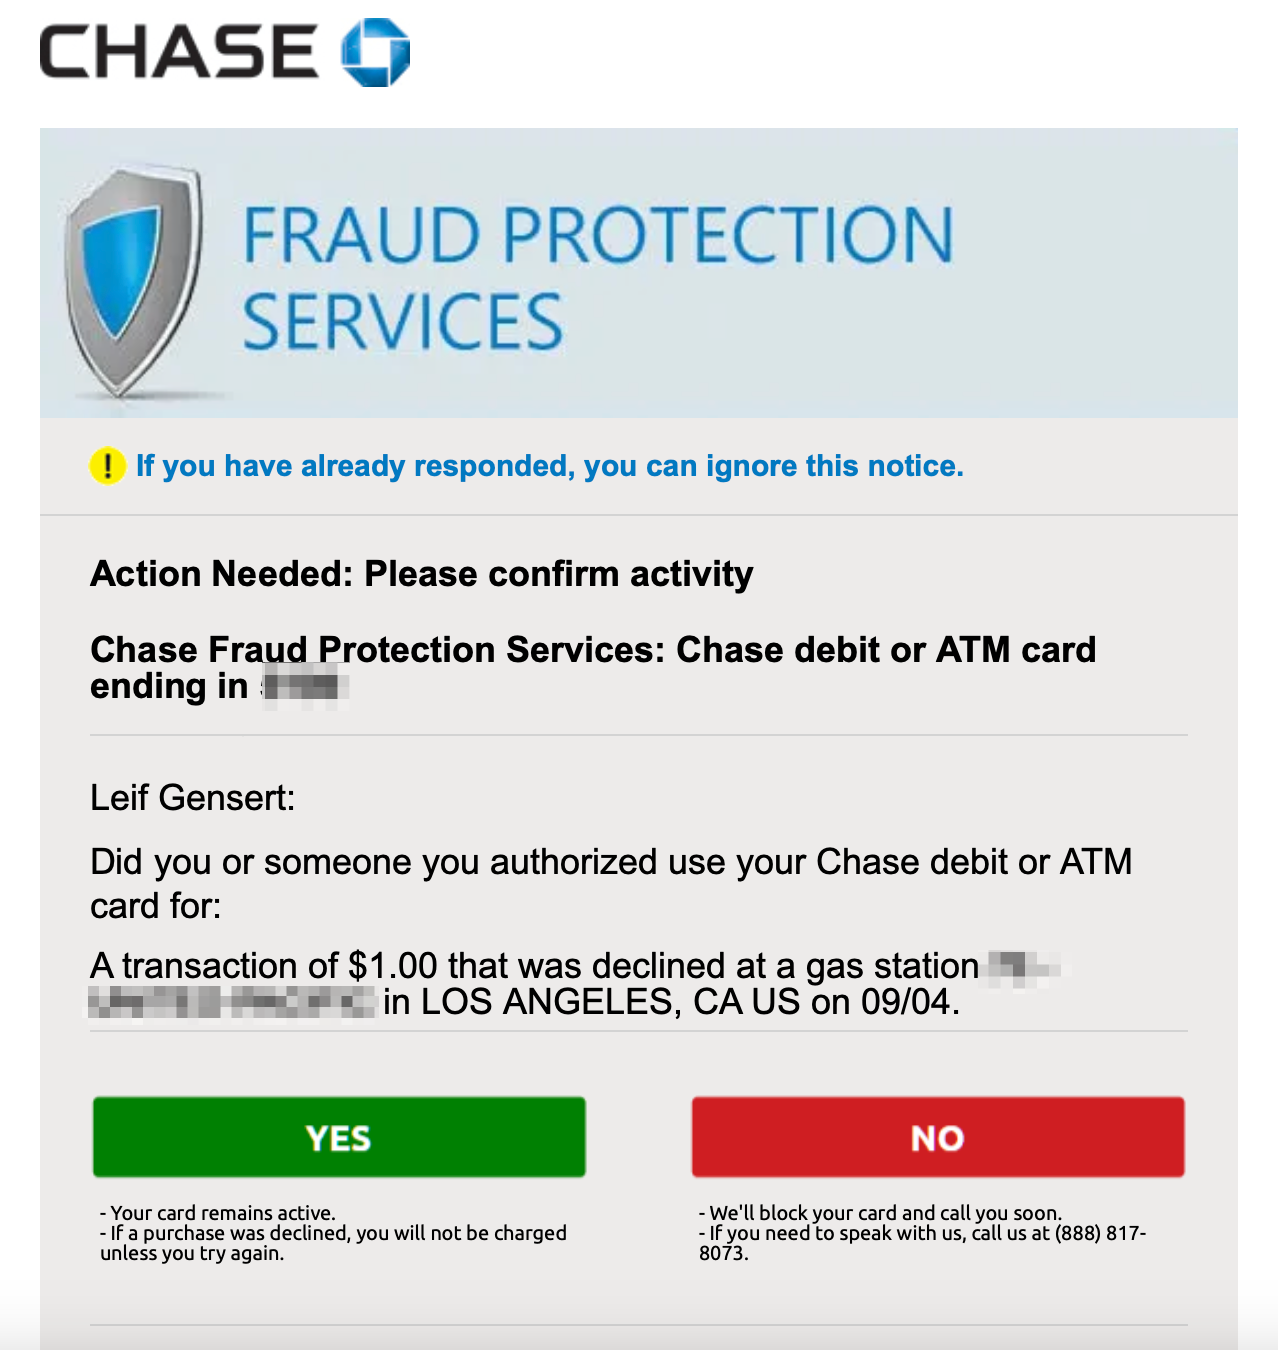 CHASE
FRAUD PROTECTION
SERVICES
If you have already responded, you can ignore this notice.
Action Needed: Please confirm activity
Chase Fraud Protection Services: Chase debit or ATM card
ending in
Leif Gensert:
Did you or someone you authorized use your Chase debit or ATM
card for:
A transaction of $1.00 that was declined at a gas station
in LOS ANGELES, CA US on 09/04.
YES
NO
- Your card remains active.
- If a purchase was declined, you will not be charged
unless you try again.
- We'll block your card and call you soon.
- If you need to speak with us, call us at (888) 817-
8073.